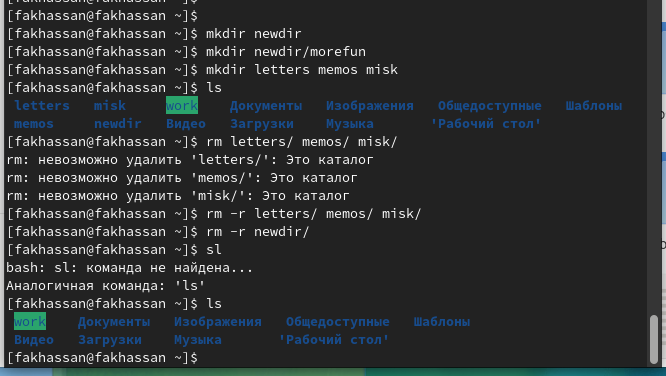 [fakhassan@fakhassan ~]$
[fakhassan@fakhassan ~]$
[fakhassan@fakhassan ~]$ mkdir newdir
[fakhassan@fakhassan ~]$ mkdir newdir/morefun
[fakhassan@fakhassan ~]$ mkdir letters memos misk
[fakhassan@fakhassan ~]$ ls
letters misk work Документы Изображения Общедоступные Шаблоны
memos newdir Видео Загрузки Музыка 'Рабочий стол'
[fakhassan@fakhassan ~]$ rm letters/ memos/ misk/
rm: невозможно удалить 'letters/': Это каталог
rm: невозможно удалить 'memos/': Это каталог
rm: невозможно удалить 'misk/': Это каталог
[fakhassan@fakhassan ~]$ rm -r letters/ memos/ misk/
[fakhassan@fakhassan ~]$ rm -r newdir/
[fakhassan@fakhassan ~]$ sl
bash: sl: команда не найдена...
Аналогичная команда: 'ls'
[fakhassan@fakhassan ~]$ ls
work Документы Изображения Общедоступные Шаблоны
Видео Загрузки Музыка 'Рабочий стол'
[fakhassan@fakhassan ~]$